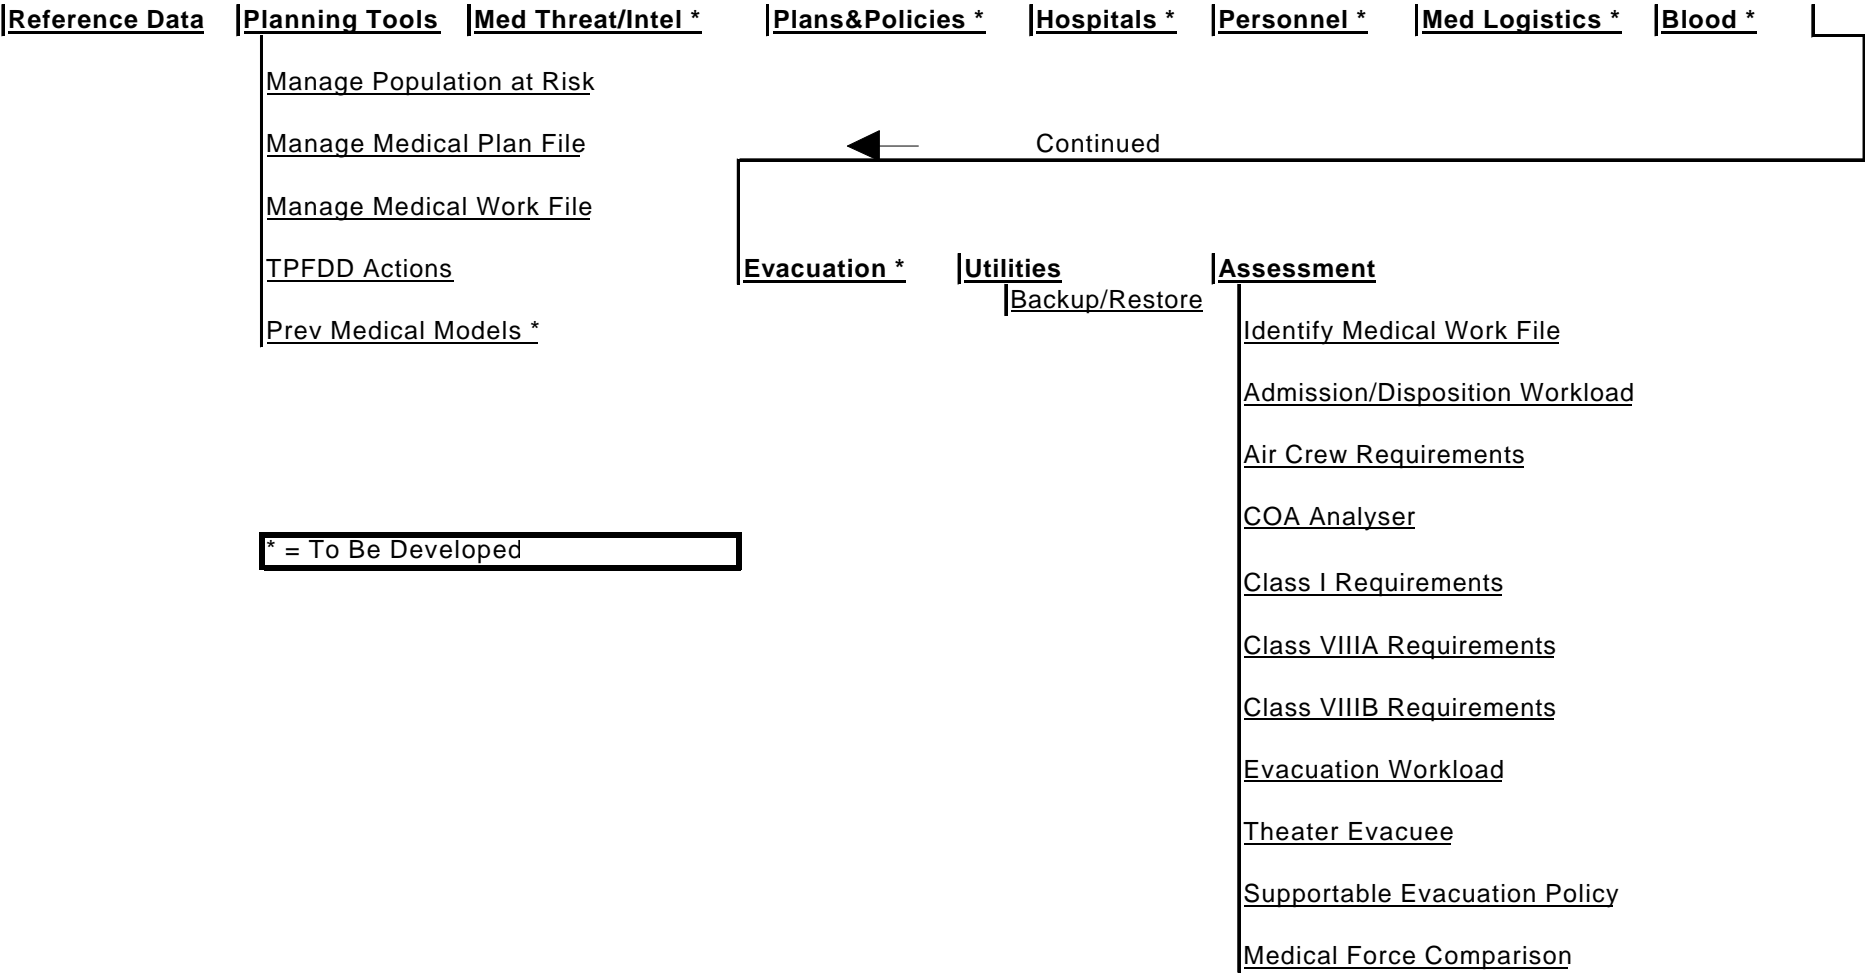 Reference Data Planning Tools Med Threat/Intel * Plans&Policies * Hospitals * Personnel * Med Logistics * Blood *
Manage Population at Risk
Manage Medical Plan File
Continued
Manage Medical Work File
TPFDD Actions
Prev Medical Models *
Evacuation * Utilities Assessment
Backup/Restore
Identify Medical Work File
Admission/Disposition Workload
Air Crew Requirements
COA Analyser
Class I Requirements
Class VIIIA Requirements
Class VIIIB Requirements
Evacuation Workload
Theater Evacuee
Supportable Evacuation Policy
Medical Force Comparison
* = To Be Developed